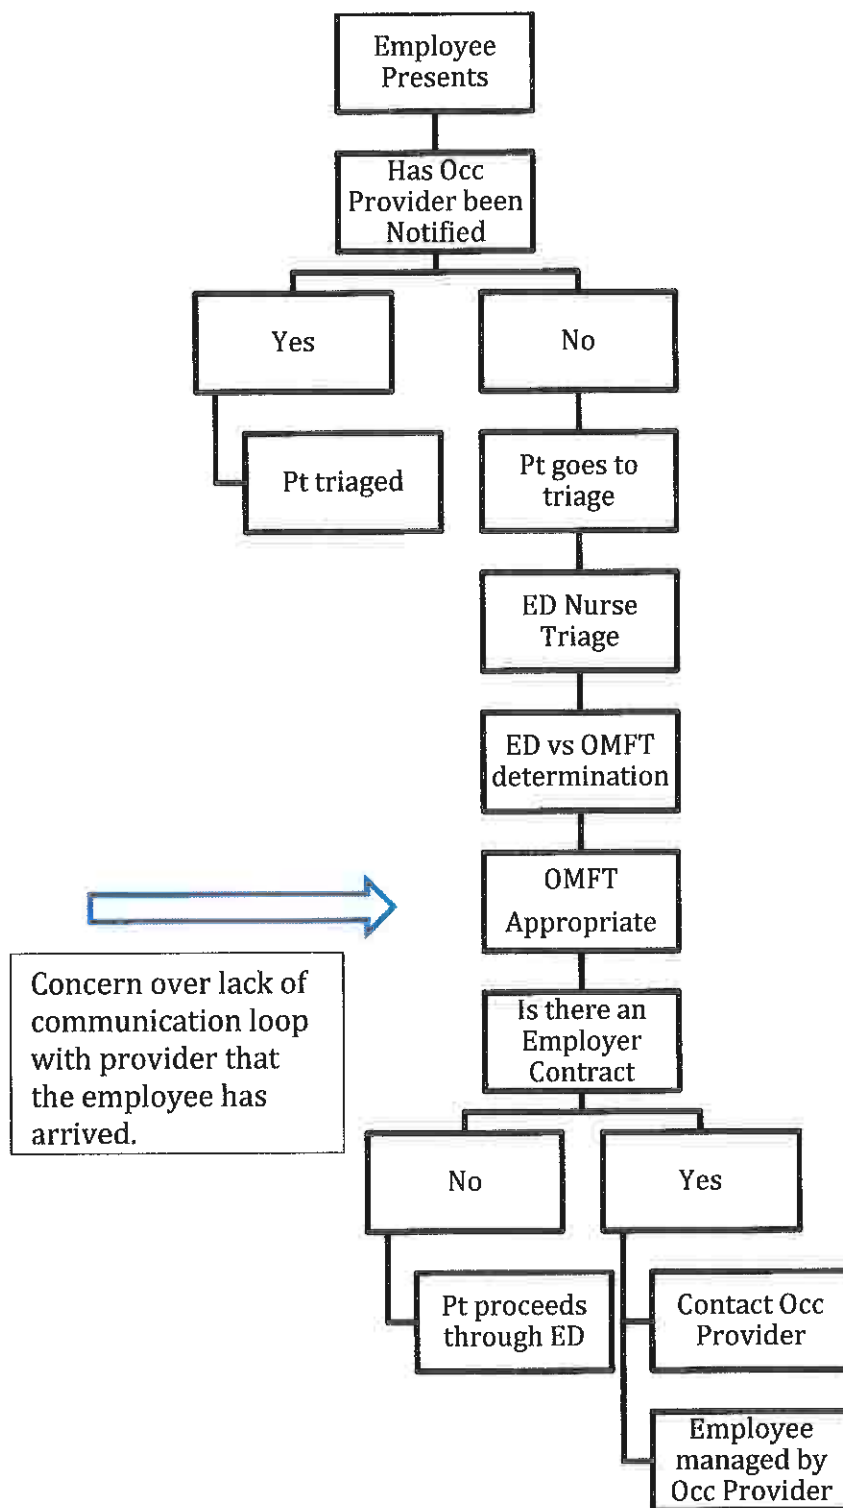 Employee
Presents
Has Occ
Provider been
Notified
Yes
No
Pt triaged
Pt goes to
triage
ED Nurse
Triage
ED vs OMFT
determination
OMFT
Appropriate
Concern over lack of
communication loop
with provider that
the employee has
arrived.
Is there an
Employer
Contract
No
Yes
Pt proceeds
through ED
Contact Occ
Provider
Employee
managed by
Occ Provider